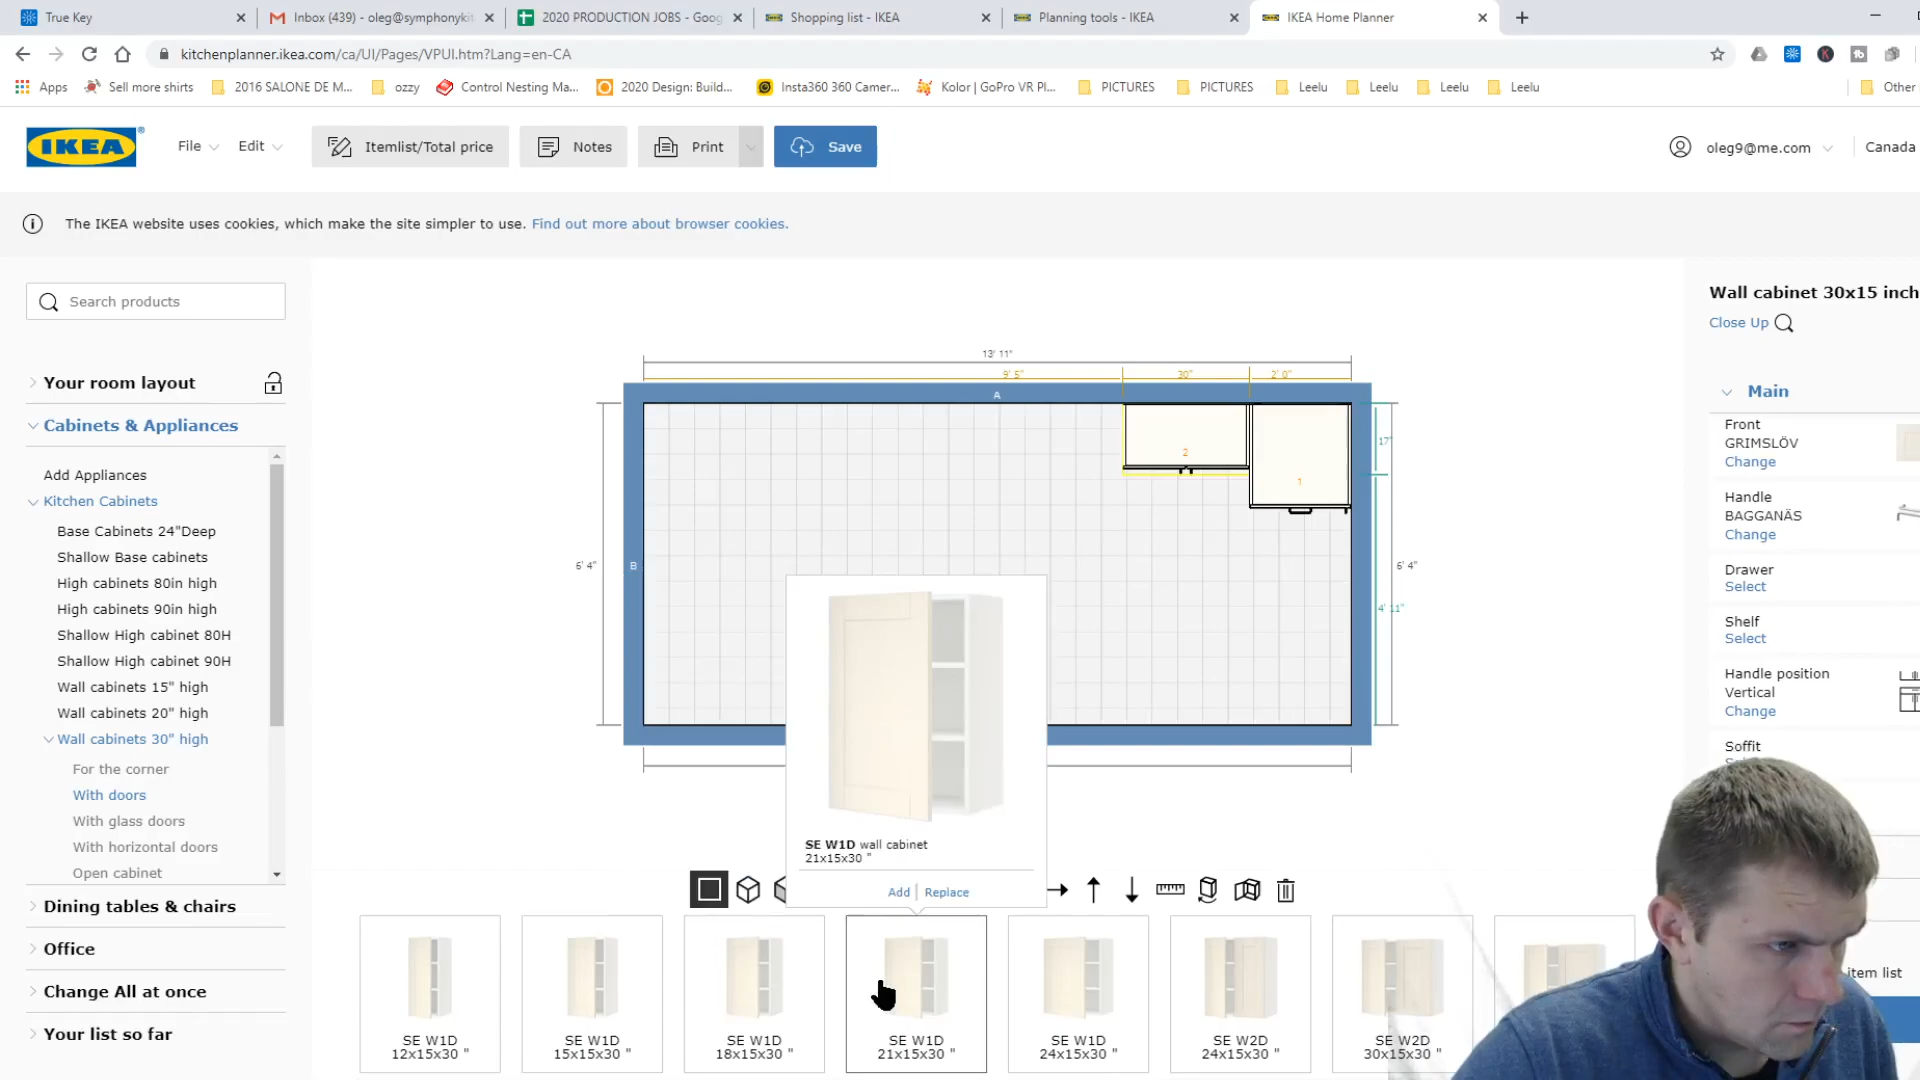 True Key
Inbox (439) - oleg@symphonykit
2020 PRODUCTION JOBS - Goog
Shopping list - IKEA
Planning tools - IKEA
IKEA Home Planner
kitchenplanner.ikea.com/ca/UI/Pages/VPUI.htm?Lang=en-CA
Apps
Sell more shirts
2016 SALONE DE M...
ozzy
Control Nesting Ma...
2020 Design: Build...
Insta360 360 Camer...
Kolor | GoPro VR Pl...
PICTURES
PICTURES
Leelu
Leelu
Leelu
Leelu
Other
IKEA
File
Edit
Itemlist/Total price
Notes
Print
Save
oleg9@me.com
Canada
The IKEA website uses cookies, which make the site simpler to use. Find out more about browser cookies.
Search products
Your room layout
Cabinets & Appliances
Add Appliances
Kitchen Cabinets
Base Cabinets 24"Deep
Shallow Base cabinets
High cabinets 80in high
High cabinets 90in high
Shallow High cabinet 80H
Shallow High cabinet 90H
Wall cabinets 15" high
Wall cabinets 20" high
Wall cabinets 30" high
For the corner
With doors
With glass doors
With horizontal doors
Open cabinet
Dining tables & chairs
Office
Change All at once
Your list so far
13' 11"
9' 5"
30"
2' 0"
A
17"
2
1
6' 4"
B
6' 4"
4' 11"
SE W1D wall cabinet
21x15x30 "
Add | Replace
SE W1D
12x15x30 "
SE W1D
15x15x30 "
SE W1D
18x15x30 "
SE W1D
21x15x30 "
SE W1D
24x15x30 "
SE W2D
24x15x30 "
SE W2D
30x15x30 "
Wall cabinet 30x15 inch
Close Up
Main
Front
GRIMSLÖV
Change
Handle
BAGGANÄS
Change
Drawer
Select
Shelf
Select
Handle position
Vertical
Change
Soffit
item list